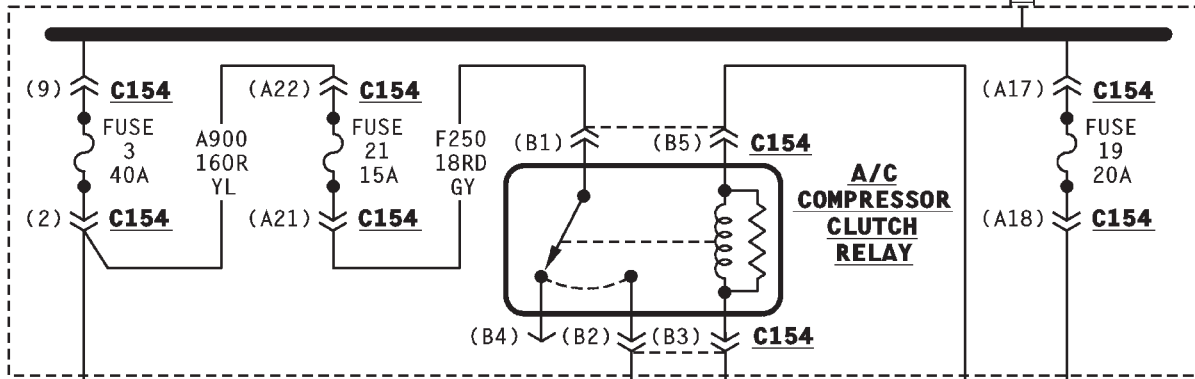 (9) C154
FUSE
3
40A
(2) C154
A900
160R
YL
(A22) C154
FUSE
21
15A
(A21) C154
F250
18RD
GY
(B1) (B5) C154
A/C
COMPRESSOR
CLUTCH
RELAY
(B4) (B2) (B3) C154
(A17) C154
FUSE
19
20A
(A18) C154